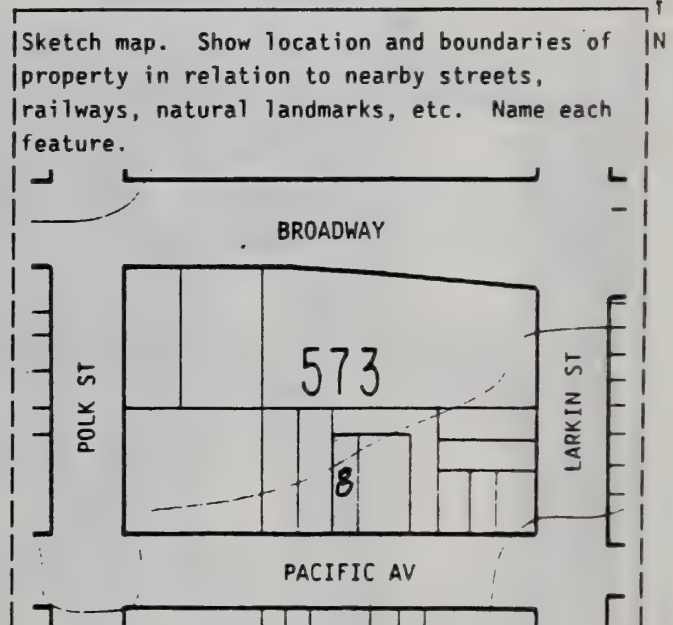 Sketch map. Show location and boundaries of
property in relation to nearby streets,
railways, natural landmarks, etc. Name each
feature.
N
BROADWAY
573
POLK ST
LARKIN ST
8
PACIFIC AV